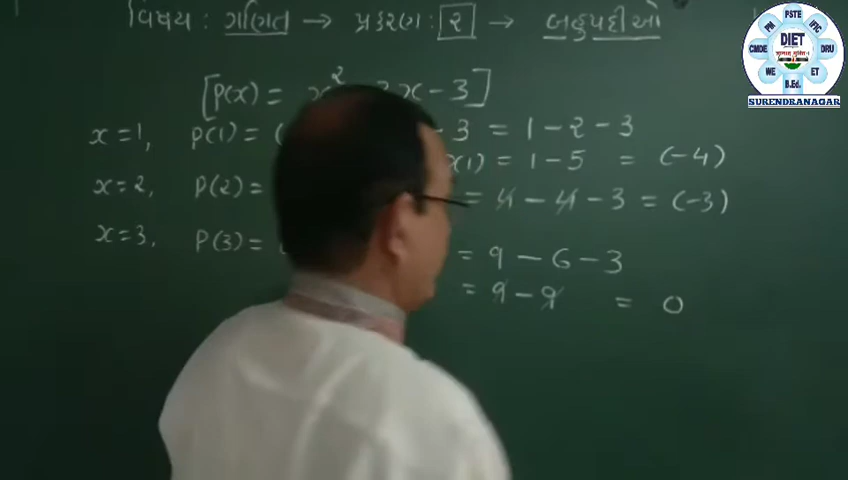 વિષય : ગણિત → પ્રકરણ : ૨ → બહુપદીઓ
[p(x) = x² - 2x - 3]
x = 1, p(1) = ( - 3 = 1 - 2 - 3
x(1) = 1 - 5 = (-4)
x = 2, P(2) = = 4 - 4 - 3 = (-3)
x = 3. P(3) = = 9 - 6 - 3
= 9 - 9 = 0
PSTE
IFIC
DRU
ET
B.Ed.
WE
CMDE
PM
DIET
SURENDRANAGAR